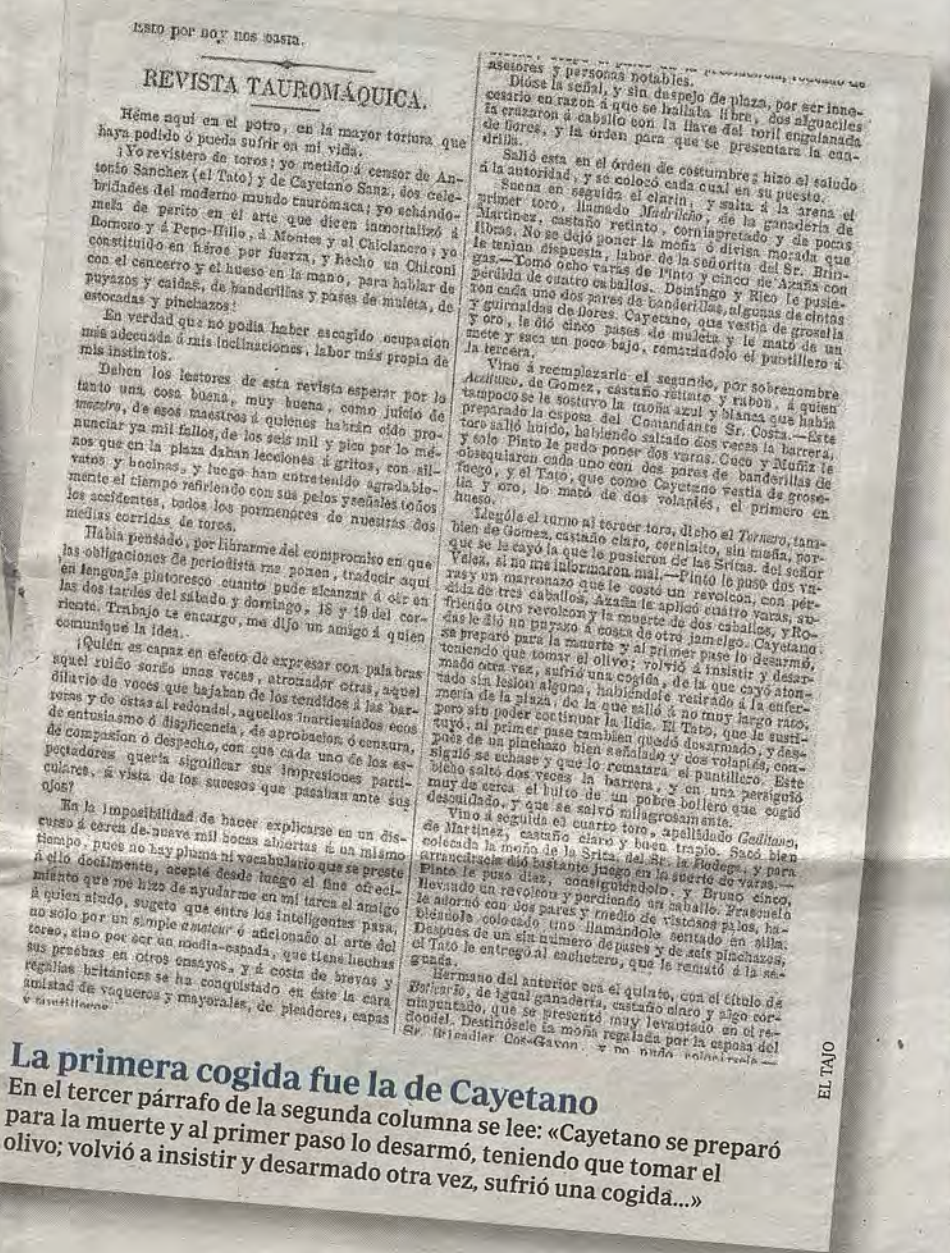 Esto por hoy nos basta.
REVISTA TAUROMÁQUICA.
Héme aquí en el potro, en la mayor tortura que
haya podido ó pueda sufrir en mi vida.
¡Yo revistero de toros; yo metido á censor de An-
tonio Sanchez (el Tato) y de Cayetano Sanz, dos cele-
bridades del moderno mundo taurómaca; yo echándo-
mela de perito en el arte que dicen inmortalizó á
Romero y á Pepe-Hillo, á Montes y al Chiclanero; yo
constituido en héroe por fuerza, y hecho un Chironi
con el cencerro y el hueso en la mano, para hablar de
puyazos y caidas, de banderillas y pases de muleta, de
estocadas y pinchazos!
En verdad que no podia haber escogido ocupacion
más adecuada á mis inclinaciones, labor más propia de
mis instintos.
Deben los lectores de esta revista esperar por lo
tanto una cosa buena, muy buena, como juicio de
maestro, de esos maestros á quienes habrán oido pro-
nunciar ya mil fallos, de los seis mil y pico por lo mé-
nos que en la plaza daban lecciones á gritos, con sil-
vatos y bocinas, y luego han entretenido agradable-
mente el tiempo refiriendo con sus pelos y señales todos
los accidentes, todos los pormenores de nuestras dos
medias corridas de toros.
Habia pensado, por librarme del compromiso en que
las obligaciones de periodista me ponen, traducir aquí
en lenguaje pintoresco cuanto pude alcanzar á oir en
las dos tardes del sábado y domingo, 18 y 19 del cor-
riente. Trabajo te encargo, me dijo un amigo á quien
comuniqué la idea.
¡Quién es capaz en efecto de expresar con palabras
aquel ruido sordo unas veces, atronador otras, aquel
diluvio de voces que bajaban de los tendidos á las bar-
reras y de éstas al redondel, aquellos inarticulados ecos
de entusiasmo ó displicencia, de aprobacion ó censura,
de compasion ó despecho, con que cada uno de los es-
pectadores queria significar sus impresiones parti-
culares, á vista de los sucesos que pasaban ante sus
ojos?
En la imposibilidad de hacer explicarse en un dis-
curso á cerca de nueve mil bocas abiertas á un mismo
tiempo, pues no hay pluma ni vocabulario que se preste
á ello docilmente, acepté desde luego el fine ofreci-
miento que me hizo de ayudarme en mi tarea el amigo
á quien aludo, sugeto que entre los inteligentes pasa,
no solo por un simple amateur ó aficionado al arte del
toreo, sino por ser un media-espada, que tiene hechas
sus pruebas en otros ensayos, y á costa de brevas y
regalías británicas se ha conquistado en éste la cara
amistad de vaqueros y mayorales, de picadores, capas
asesores y personas notables.
Dióse la señal, y sin despejo de plaza, por ser inne-
cesario en razon á que se hallaba libre, dos alguaciles
la cruzaron á caballo con la llave del toril engalanada
de flores, y la órden para que se presentara la cua-
drilla.
Salió esta en el órden de costumbre; hizo el saludo
á la autoridad, y se colocó cada cual en su puesto.
Suena en seguida el clarin, y salta á la arena el
primer toro, llamado Madrileño, de la ganadería de
Martinez, castaño retinto, corniapretado y de pocas
libras. No se dejó poner la moña ó divisa morada que
le tenian dispuesta, labor de la señorita del Sr. Brin-
gas.—Tomó ocho varas de Pinto y cinco de Azaña con
pérdida de cuatro caballos. Domingo y Rico le pusie-
ron cada uno dos pares de banderillas, algunas de cintas
y guirnaldas de flores. Cayetano, que vestia de grosella
y oro, le dió cinco pases de muleta y le mató de un
mete y saca un poco bajo, rematándolo el puntillero á
la tercera.
Vino á reemplazarle el segundo, por sobrenombre
de Gomez, castaño retinto y rabon, á quien
tampoco se le sostuvo la moña azul y blanca que habia
preparado la esposa del Comandante Sr. Costa.—Este
toro salió huido, habiendo saltado dos veces la barrera,
y solo Pinto le pudo poner dos varas. Cuco y Muñiz le
obsequiaron cada uno con dos pares de banderillas de
fuego, y el Tato, que como Cayetano vestia de grose-
lla y oro, lo mató de dos volapiés, el primero en
hueso.
Llególe el turno al tercer toro, dicho el Ternero, tam-
bien de Gomez, castaño claro, cornialto, sin moña, por-
que se le cayó la que le pusieron de las Sritas. del señor
Velez, si no me informaron mal.—Pinto le puso dos va-
ras y un marronazo que le costó un revolcon, con pér-
dida de tres caballos, Azaña le aplicó cuatro varas, su-
friendo otro revolcon y la muerte de dos caballos, y Ro-
das le dió un puyazo á costa de otro jamelgo. Cayetano
se preparó para la muerte y al primer pase lo desarmó,
teniendo que tomar el olivo; volvió á insistir y desar-
mado otra vez, sufrió una cogida, de la que cayó aton-
tado sin lesion alguna, habiéndole retirado á la enfer-
mería de la plaza, de la que salió á no muy largo rato,
pero sin poder continuar la lidia. El Tato, que le susti-
tuyó, al primer pase tambien quedó desarmado, y des-
pués de un pinchazo bien señalado y dos volapiés, con-
siguió se echase y que lo rematara el puntillero. Este
bicho saltó dos veces la barrera, y en una persiguió
muy de cerca el bulto de un pobre bollero que cogió
descuidado, y que se salvó milagrosamente.
Vino á seguida el cuarto toro, apellidado Gaditano,
de Martinez, castaño claro y buen trapío. Sacó bien
colocada la moña de la Srita. del Sr. la Bodega, y para
arrancársela dió bastante juego en la suerte de varas.—
Pinto le puso diez, consiguiéndolo, y Bruno cinco,
llevando un revolcon y perdiendo un caballo. Frascuelo
le adornó con dos pares y medio de vistosos palos, ha-
biéndole colocado uno llamándole sentado en silla.
Despues de un sin número de pases y de seis pinchazos,
el Tato le entregó al cachetero, que le remató á la se-
gunda.
Hermano del anterior era el quinto, con el título de
Boticario, de igual ganadería, castaño claro y algo cor-
niapuntado, que se presentó muy levantado en el re-
dondel. Destinósele la moña regalada por la esposa del
Sr. Brigadier Cos-Gayon, y no pudo
EL TAJO
La primera cogida fue la de Cayetano
En el tercer párrafo de la segunda columna se lee: «Cayetano se preparó
para la muerte y al primer paso lo desarmó, teniendo que tomar el
olivo; volvió a insistir y desarmado otra vez, sufrió una cogida...»